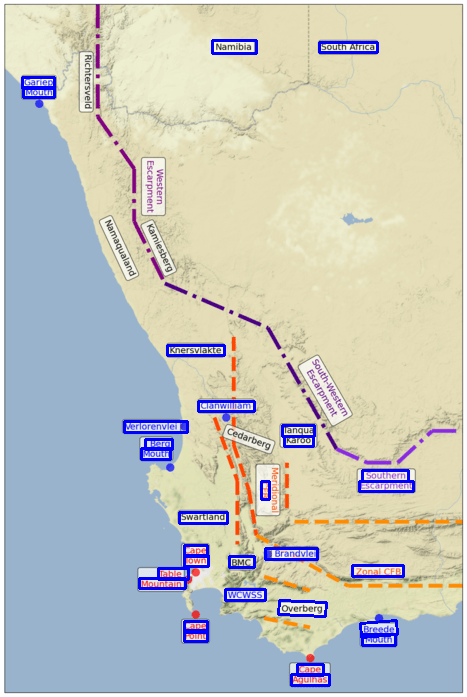 Namibia
South Africa
Gariep
Mouth
Richtersveld
Western
Escarpment
Namaqualand
Kamiesberg
Knersvlakte
South-Western
Escarpment
Clanwilliam
Verlorenvlei
Berg
Mouth
Cedarberg
Tanqua
Karoo
Meridional
Southern
Escarpment
Swartland
Cape
Town
BMC
Brandvlei
Table
Mountain
Zonal CFB
WCWSS
Overberg
Cape
Point
Breede
Mouth
Cape
Agulhas